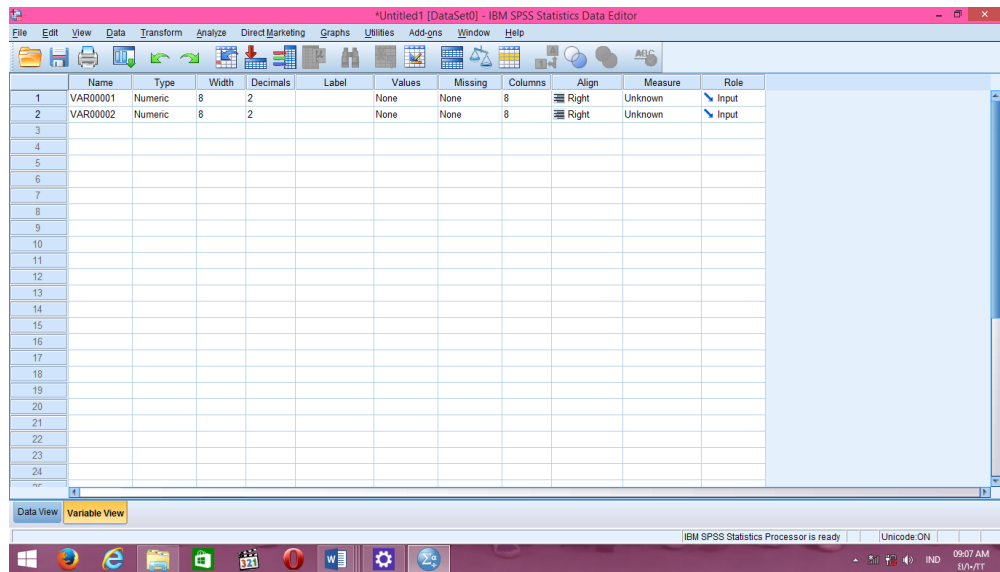 *Untitled1 [DataSet0] - IBM SPSS Statistics Data Editor
File Edit View Data Transform Analyze Direct Marketing Graphs Utilities Add-ons Window Help
Name Type Width Decimals Label Values Missing Columns Align Measure Role
1 VAR00001 Numeric 8 2 None None 8 Right Unknown Input
2 VAR00002 Numeric 8 2 None None 8 Right Unknown Input
3
4
5
6
7
8
9
10
11
12
13
14
15
16
17
18
19
20
21
22
23
24
Data View Variable View
IBM SPSS Statistics Processor is ready Unicode:ON
321 IND 09:07 AM